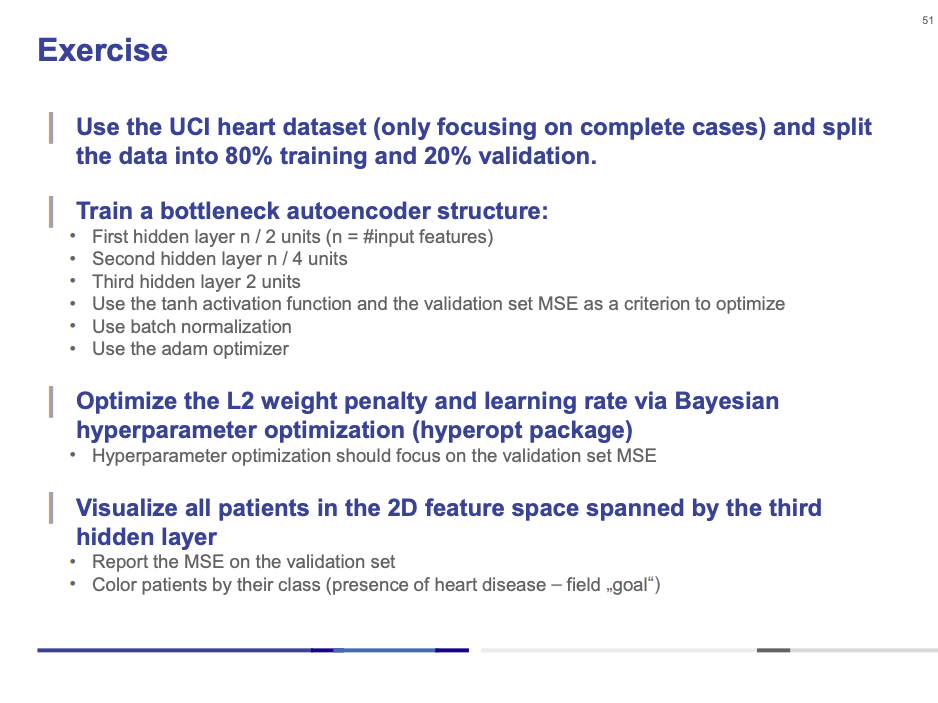 51
Exercise
Use the UCI heart dataset (only focusing on complete cases) and split
the data into 80% training and 20% validation.
Train a bottleneck autoencoder structure:
• First hidden layer n / 2 units (n = #input features)
• Second hidden layer n / 4 units
• Third hidden layer 2 units
• Use the tanh activation function and the validation set MSE as a criterion to optimize
• Use batch normalization
• Use the adam optimizer
Optimize the L2 weight penalty and learning rate via Bayesian
hyperparameter optimization (hyperopt package)
• Hyperparameter optimization should focus on the validation set MSE
Visualize all patients in the 2D feature space spanned by the third
hidden layer
• Report the MSE on the validation set
• Color patients by their class (presence of heart disease – field „goal“)